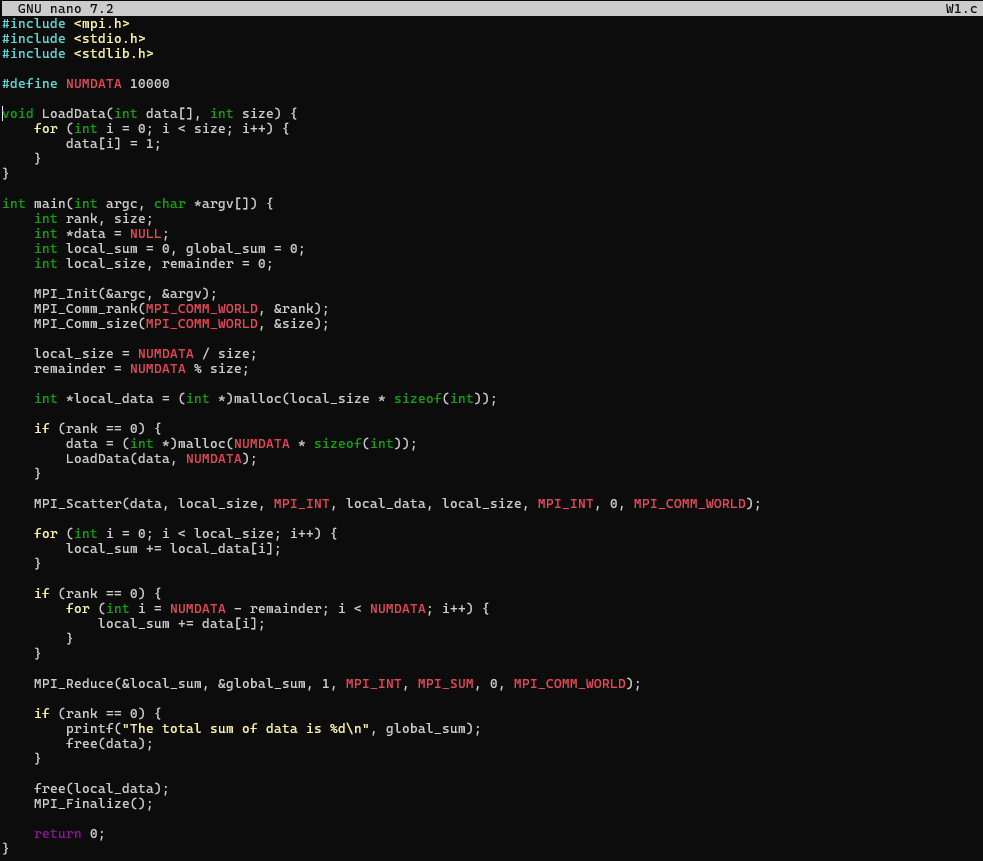 GNU nano 7.2 W1.c
#include <mpi.h>
#include <stdio.h>
#include <stdlib.h>

#define NUMDATA 10000

void LoadData(int data[], int size) {
    for (int i = 0; i < size; i++) {
        data[i] = 1;
    }
}

int main(int argc, char *argv[]) {
    int rank, size;
    int *data = NULL;
    int local_sum = 0, global_sum = 0;
    int local_size, remainder = 0;

    MPI_Init(&argc, &argv);
    MPI_Comm_rank(MPI_COMM_WORLD, &rank);
    MPI_Comm_size(MPI_COMM_WORLD, &size);

    local_size = NUMDATA / size;
    remainder = NUMDATA % size;

    int *local_data = (int *)malloc(local_size * sizeof(int));

    if (rank == 0) {
        data = (int *)malloc(NUMDATA * sizeof(int));
        LoadData(data, NUMDATA);
    }

    MPI_Scatter(data, local_size, MPI_INT, local_data, local_size, MPI_INT, 0, MPI_COMM_WORLD);

    for (int i = 0; i < local_size; i++) {
        local_sum += local_data[i];
    }

    if (rank == 0) {
        for (int i = NUMDATA - remainder; i < NUMDATA; i++) {
            local_sum += data[i];
        }
    }

    MPI_Reduce(&local_sum, &global_sum, 1, MPI_INT, MPI_SUM, 0, MPI_COMM_WORLD);

    if (rank == 0) {
        printf("The total sum of data is %d\n", global_sum);
        free(data);
    }

    free(local_data);
    MPI_Finalize();

    return 0;
}